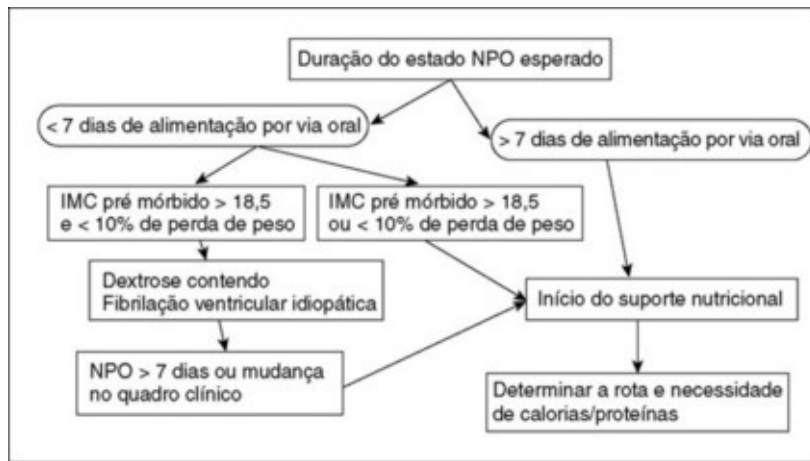 Duração do estado NPO esperado
< 7 dias de alimentação por via oral
> 7 dias de alimentação por via oral
IMC pré mórbido > 18,5
e < 10% de perda de peso
IMC pré mórbido > 18,5
ou < 10% de perda de peso
Dextrose contendo
Fibrilação ventricular idiopática
Início do suporte nutricional
NPO > 7 dias ou mudança
no quadro clínico
Determinar a rota e necessidade
de calorias/proteínas